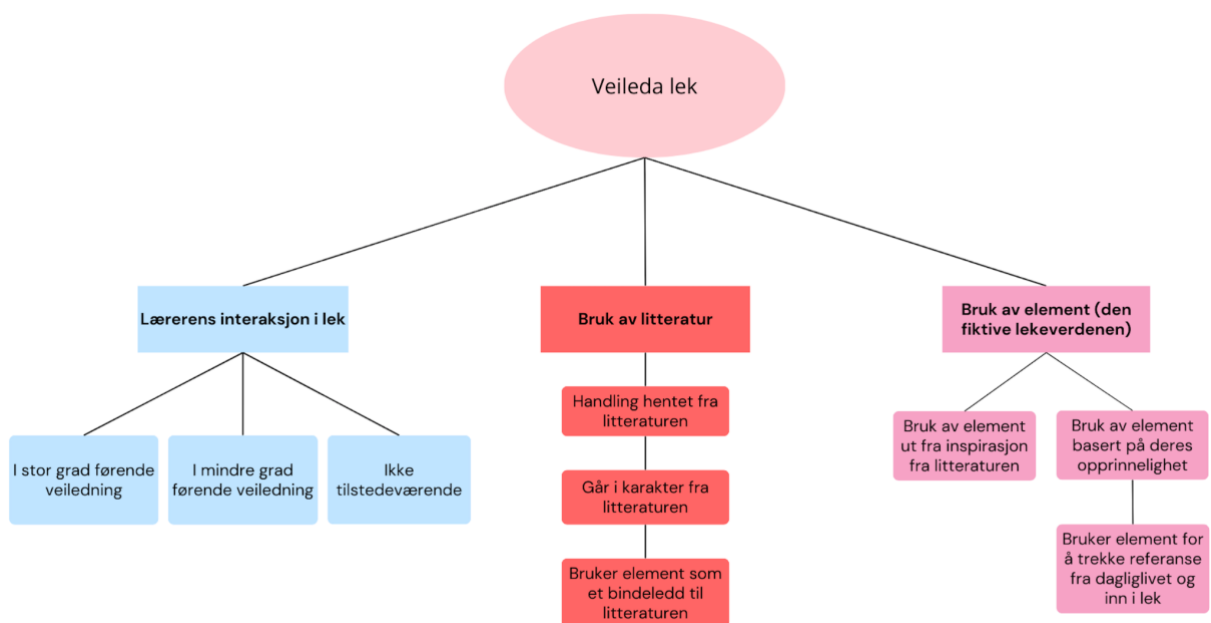 Veileda lek
Lærerens interaksjon i lek
I stor grad førende
veiledning
I mindre grad
førende veiledning
Ikke
tilstedeværende
Bruk av litteratur
Handling hentet fra
litteraturen
Går i karakter fra
litteraturen
Bruker element som
et bindeledd til
litteraturen
Bruk av element (den
fiktive lekeverdenen)
Bruk av element
ut fra inspirasjon
fra litteraturen
Bruk av element
basert på deres
opprinnelighet
Bruker element for
å trekke referanse
fra dagliglivet og
inn i lek